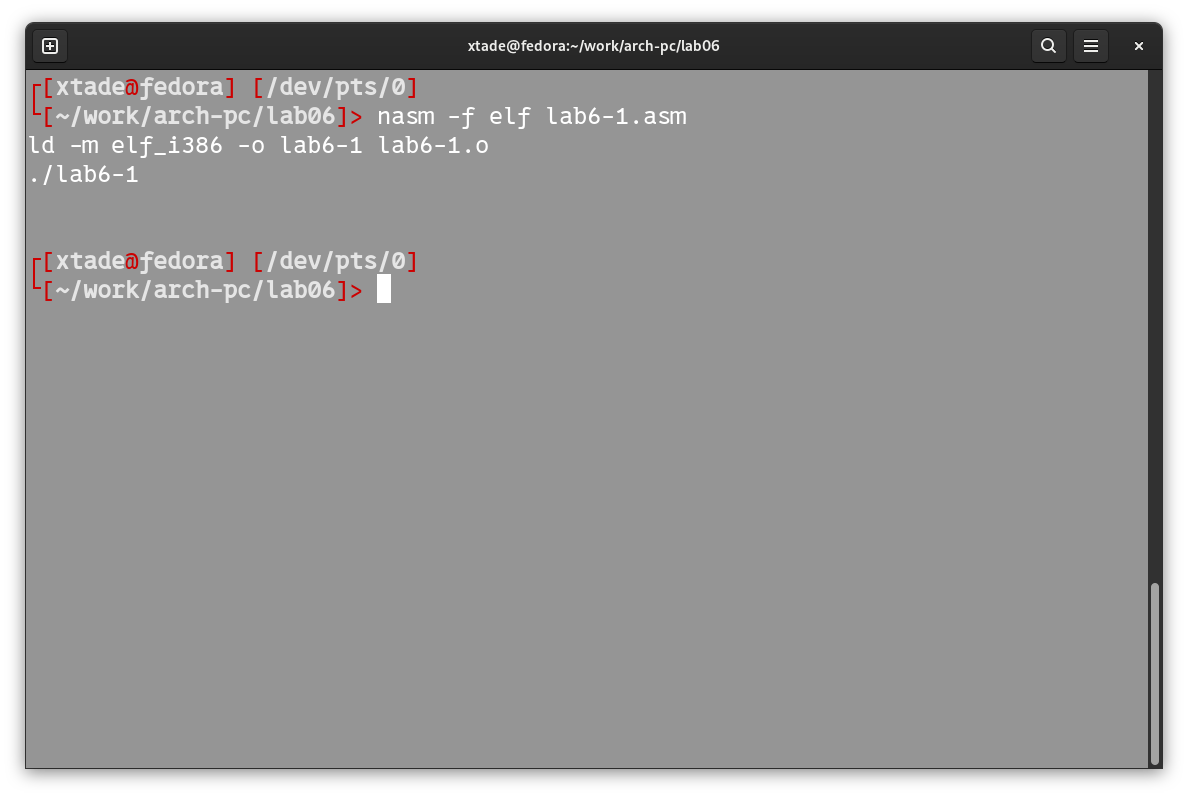 xtade@fedora:~/work/arch-pc/lab06
┌[xtade@fedora] [/dev/pts/0]
└[~/work/arch-pc/lab06]> nasm -f elf lab6-1.asm
ld -m elf_i386 -o lab6-1 lab6-1.o
./lab6-1
┌[xtade@fedora] [/dev/pts/0]
└[~/work/arch-pc/lab06]>